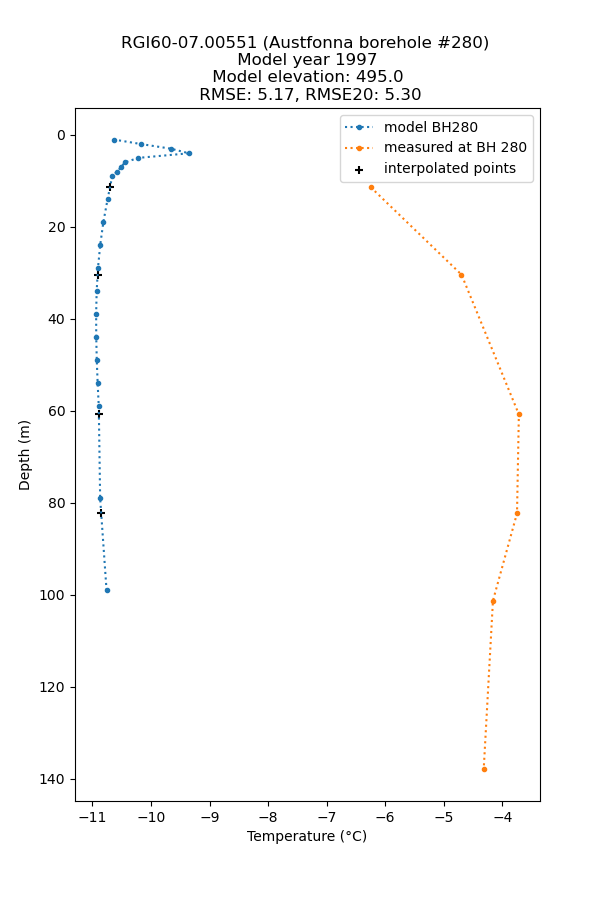 RGI60-07.00551 (Austfonna borehole #280)
Model year 1997
Model elevation: 495.0
RMSE: 5.17, RMSE20: 5.30
model BH280
measured at BH 280
interpolated points
0
20
40
60
80
100
120
140
Depth (m)
−11 −10 −9 −8 −7 −6 −5 −4
Temperature (°C)